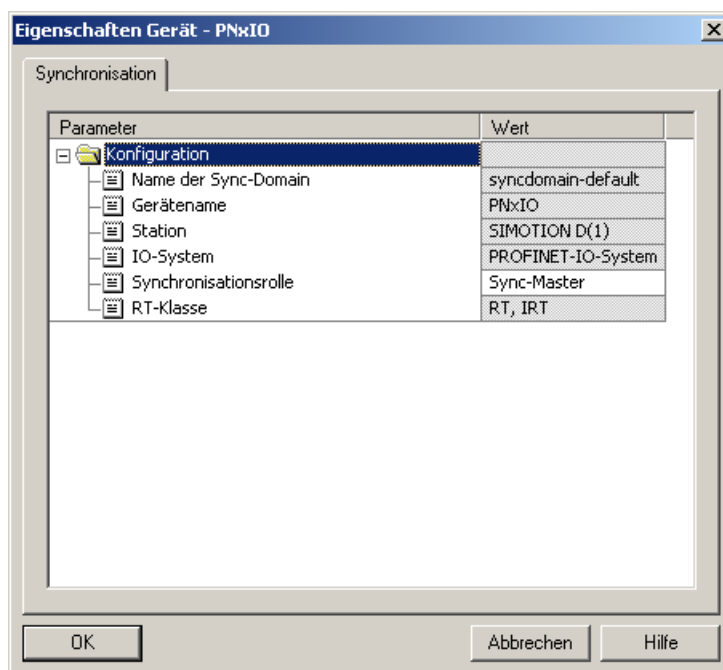 Eigenschaften Gerät - PNxIO
Synchronisation
Parameter Wert
Konfiguration
Name der Sync-Domain syncdomain-default
Gerätename PNxIO
Station SIMOTION D(1)
IO-System PROFINET-IO-System
Synchronisationsrolle Sync-Master
RT-Klasse RT, IRT
OK Abbrechen Hilfe